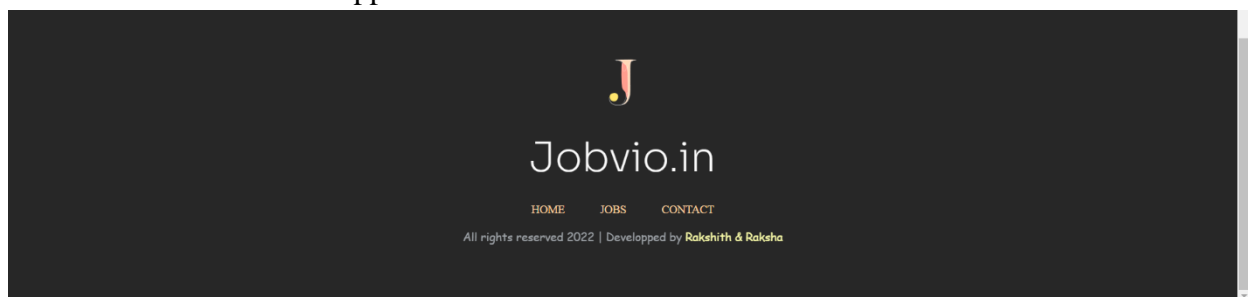 J
Jobvio.in
HOME JOBS CONTACT
All rights reserved 2022 | Developped by Rakshith & Raksha